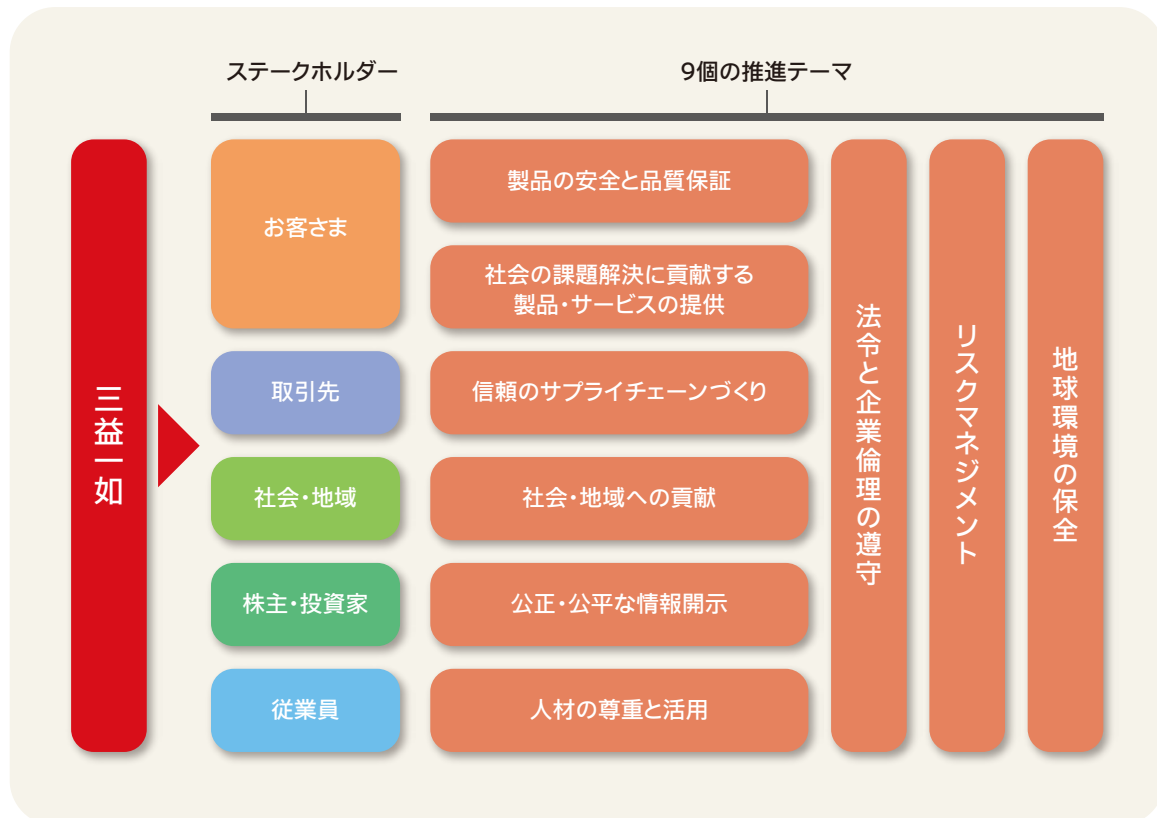 ステークホルダー
9個の推進テーマ
三益一如
お客さま
製品の安全と品質保証
社会の課題解決に貢献する
製品・サービスの提供
取引先
信頼のサプライチェーンづくり
社会・地域
社会・地域への貢献
株主・投資家
公正・公平な情報開示
従業員
人材の尊重と活用
法令と企業倫理の遵守
リスクマネジメント
地球環境の保全